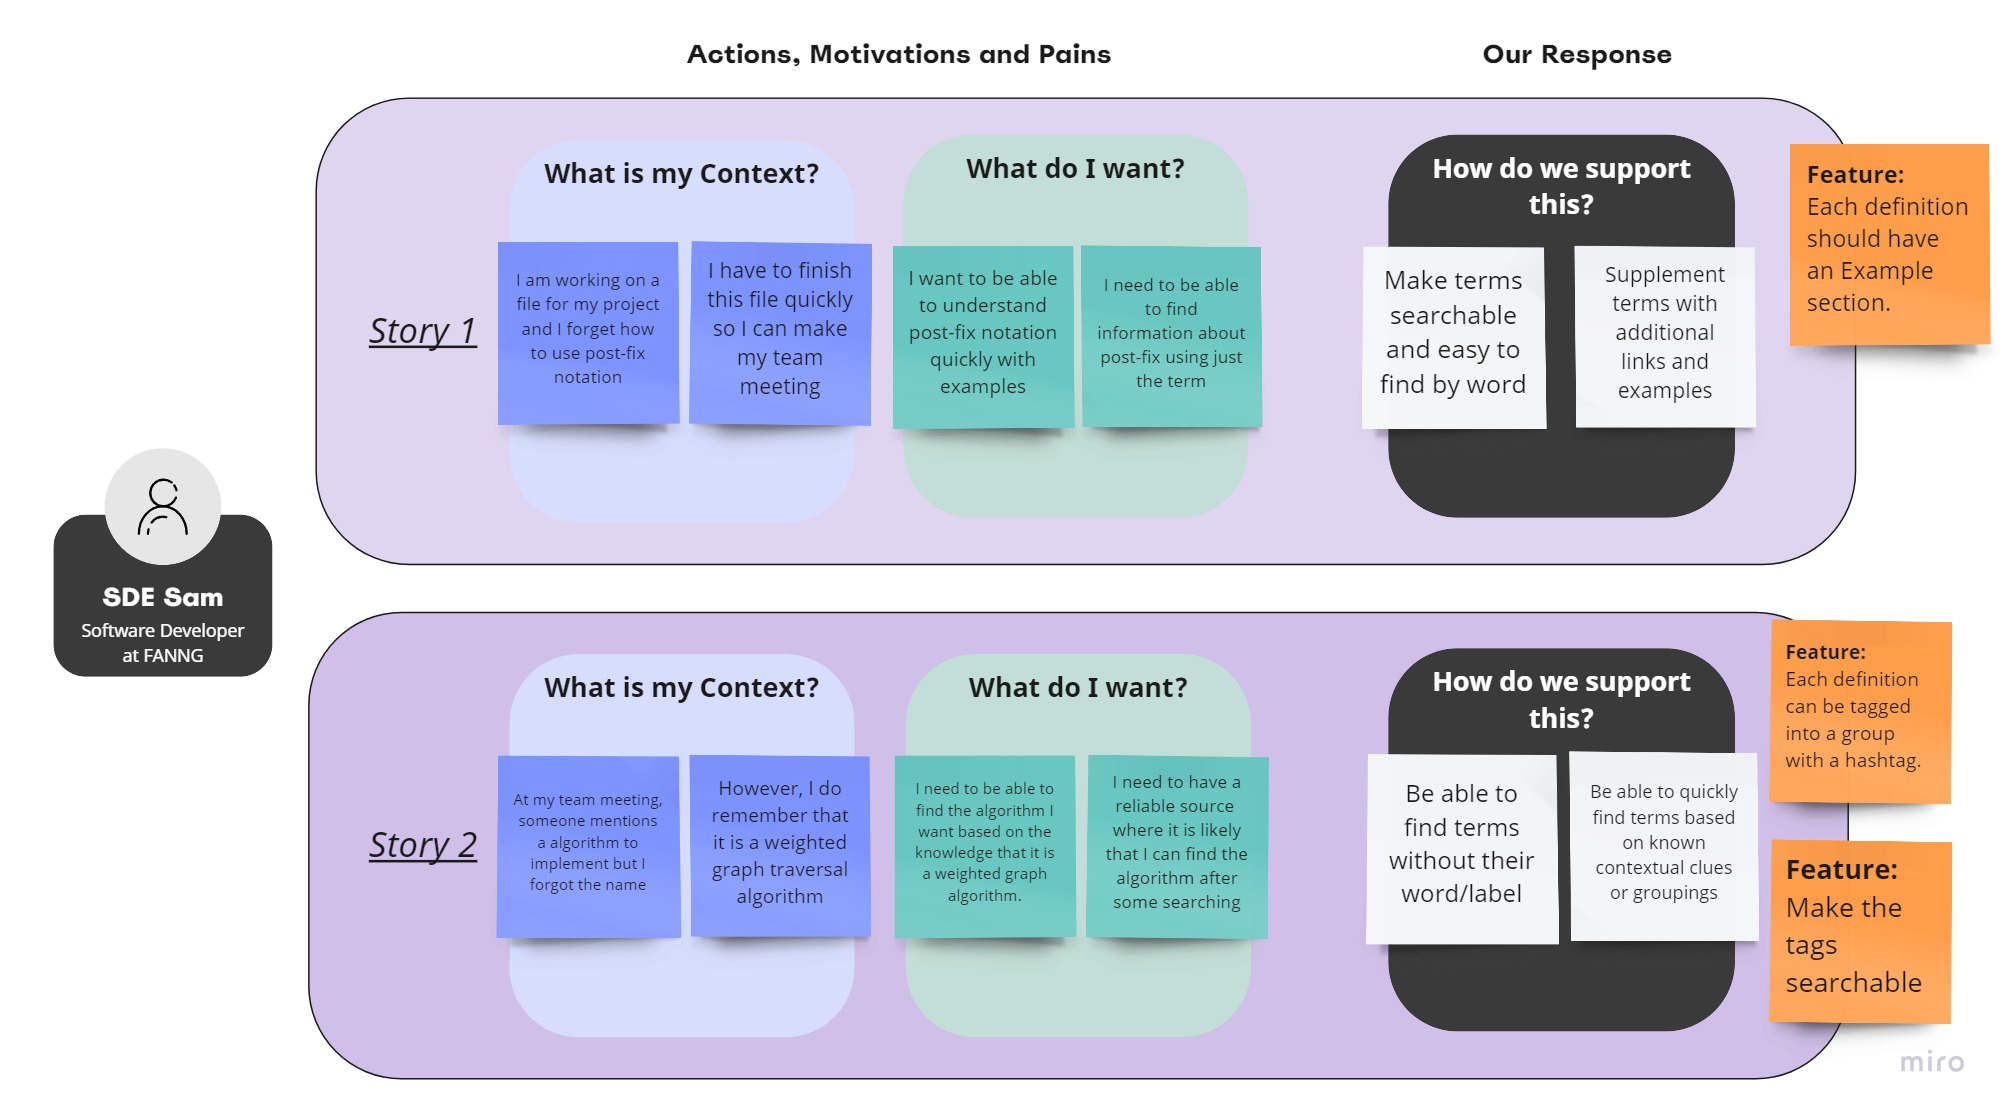 Actions, Motivations and Pains
Our Response
Story 1
What is my Context?
I am working on a
file for my project
and I forget how
to use post-fix
notation
I have to finish
this file quickly
so I can make
my team
meeting
What do I want?
I want to be able
to understand
post-fix notation
quickly with
examples
I need to be able
to find
information about
post-fix using just
the term
How do we support
this?
Make terms
searchable
and easy to
find by word
Supplement
terms with
additional
links and
examples
Feature:
Each definition
should have
an Example
section.
SDE Sam
Software Developer
at FANNG
Story 2
What is my Context?
At my team meeting,
someone mentions
a algorithm to
implement but I
forgot the name
However, I do
remember that
it is a weighted
graph traversal
algorithm
What do I want?
I need to be able to
find the algorithm I
want based on the
knowledge that it is
a weighted graph
algorithm.
I need to have a
reliable source
where it is likely
that I can find the
algorithm after
some searching
How do we support
this?
Be able to
find terms
without their
word/label
Be able to quickly
find terms based
on known
contextual clues
or groupings
Feature:
Each definition
can be tagged
into a group
with a hashtag.
Feature:
Make the
tags
searchable
miro